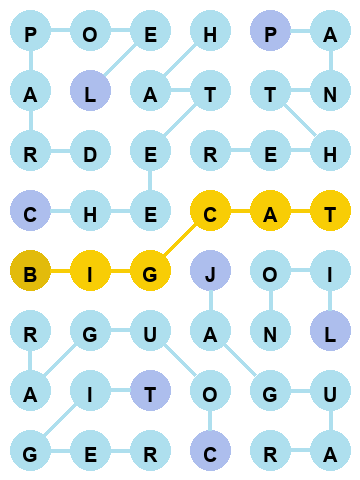 P O E H P A
A L A T T N
R D E R E H
C H E C A T
B I G J O I
R G U A N L
A I T O G U
G E R C R A